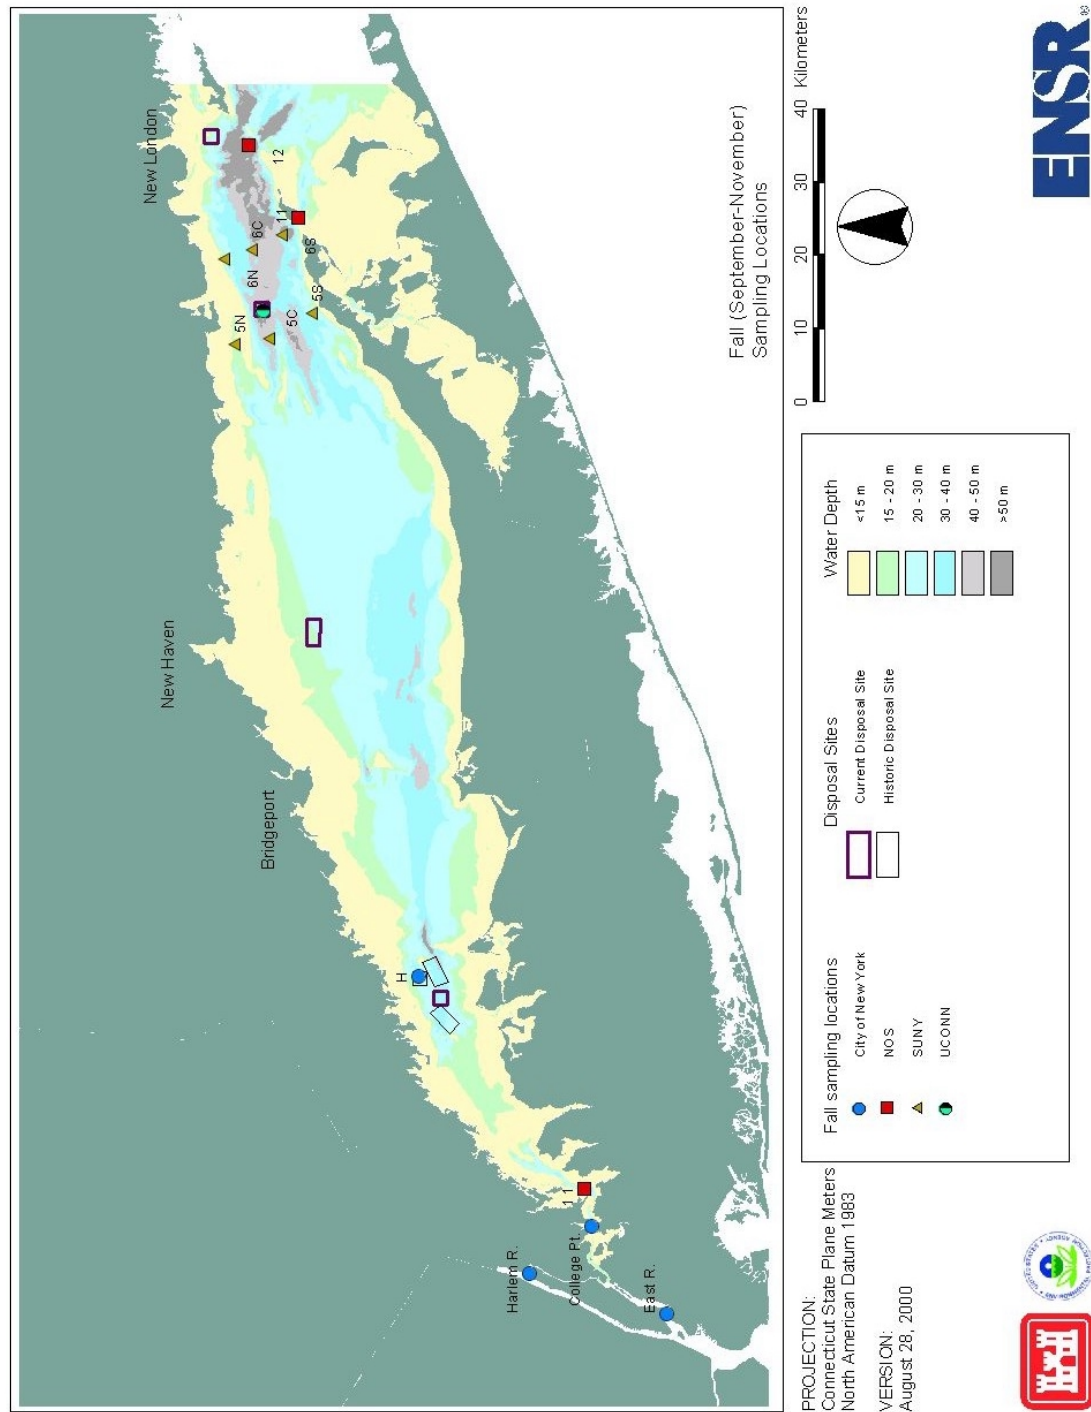 New London
New Haven
Bridgeport
12
11
6C
6N
6S
5N
5C
5S
H
11
Harlem R.
College Pt.
East R.
Fall (September-November)
Sampling Locations
0 10 20 30 40 Kilometers
PROJECTION:
Connecticut State Plane Meters
North American Datum 1983
VERSION:
August 28, 2000
Fall sampling locations
City of New York
NOS
SUNY
UCONN
Disposal Sites
Current Disposal Site
Historic Disposal Site
Water Depth
<15 m
15 - 20 m
20 - 30 m
30 - 40 m
40 - 50 m
>50 m
ENSR®